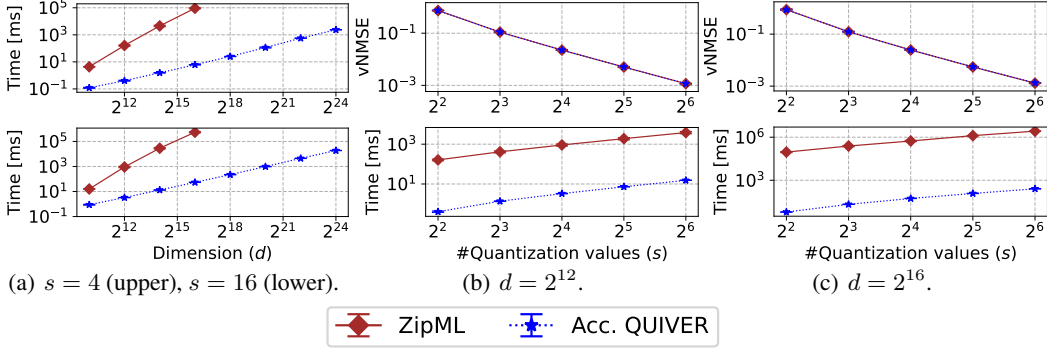 Time [ms]
10^5
10^3
10^1
10^-1
2^12 2^15 2^18 2^21 2^24
Time [ms]
10^5
10^3
10^1
10^-1
2^12 2^15 2^18 2^21 2^24
Dimension (d)
(a) s = 4 (upper), s = 16 (lower).
vNMSE
10^-1
10^-3
2^2 2^3 2^4 2^5 2^6
Time [ms]
10^3
10^1
2^2 2^3 2^4 2^5 2^6
#Quantization values (s)
(b) d = 2^12.
vNMSE
10^-1
10^-3
2^2 2^3 2^4 2^5 2^6
Time [ms]
10^6
10^3
2^2 2^3 2^4 2^5 2^6
#Quantization values (s)
(c) d = 2^16.
ZipML Acc. QUIVER